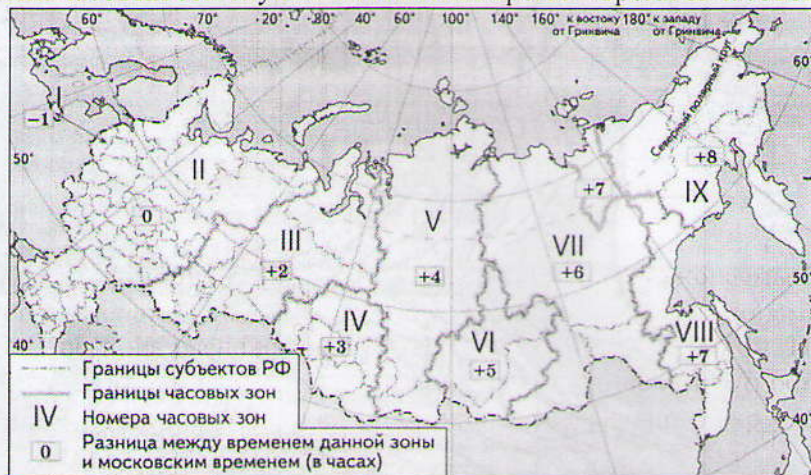 60°
70°
80°
40°
60°
100°
140°
160°
к востоку
от Гринвича
180°
к западу
от Гринвича
60°
I
-1
50°
II
0
III
+2
IV
+3
V
+4
VI
+5
VII
+6
+7
Северный полярный круг
+8
IX
VIII
+7
50°
40°
40°
Границы субъектов РФ
Границы часовых зон
IV Номера часовых зон
0 Разница между временем данной зоны
и московским временем (в часах)